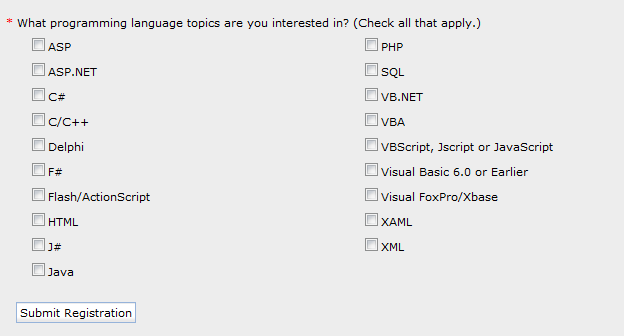 * What programming language topics are you interested in? (Check all that apply.)
ASP
ASP.NET
C#
C/C++
Delphi
F#
Flash/ActionScript
HTML
J#
Java
PHP
SQL
VB.NET
VBA
VBScript, Jscript or JavaScript
Visual Basic 6.0 or Earlier
Visual FoxPro/Xbase
XAML
XML
Submit Registration